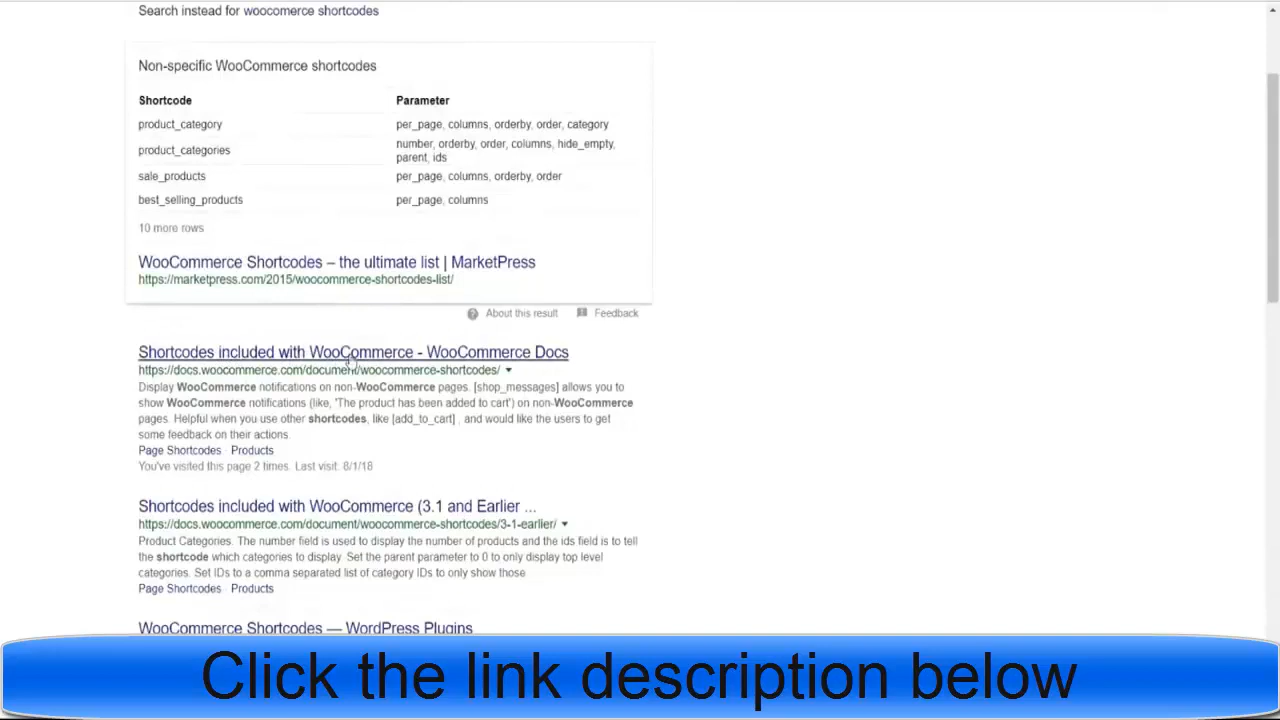 Search instead for woocomerce shortcodes
Non-specific WooCommerce shortcodes
Shortcode Parameter
product_category per_page, columns, orderby, order, category
product_categories number, orderby, order, columns, hide_empty,
parent, ids
sale_products per_page, columns, orderby, order
best_selling_products per_page, columns
10 more rows
WooCommerce Shortcodes – the ultimate list | MarketPress
https://marketpress.com/2015/woocommerce-shortcodes-list/
About this result Feedback
Shortcodes included with WooCommerce - WooCommerce Docs
https://docs.woocommerce.com/document/woocommerce-shortcodes/
Display WooCommerce notifications on non-WooCommerce pages. [shop_messages] allows you to
show WooCommerce notifications (like, 'The product has been added to cart') on non-WooCommerce
pages. Helpful when you use other shortcodes, like [add_to_cart] , and would like the users to get
some feedback on their actions.
Page Shortcodes · Products
You've visited this page 2 times. Last visit: 8/1/18
Shortcodes included with WooCommerce (3.1 and Earlier ...
https://docs.woocommerce.com/document/woocommerce-shortcodes/3-1-earlier/
Product Categories. The number field is used to display the number of products and the ids field is to tell
the shortcode which categories to display. Set the parent parameter to 0 to only display top level
categories. Set IDs to a comma separated list of category IDs to only show those
Page Shortcodes · Products
WooCommerce Shortcodes — WordPress Plugins
Click the link description below